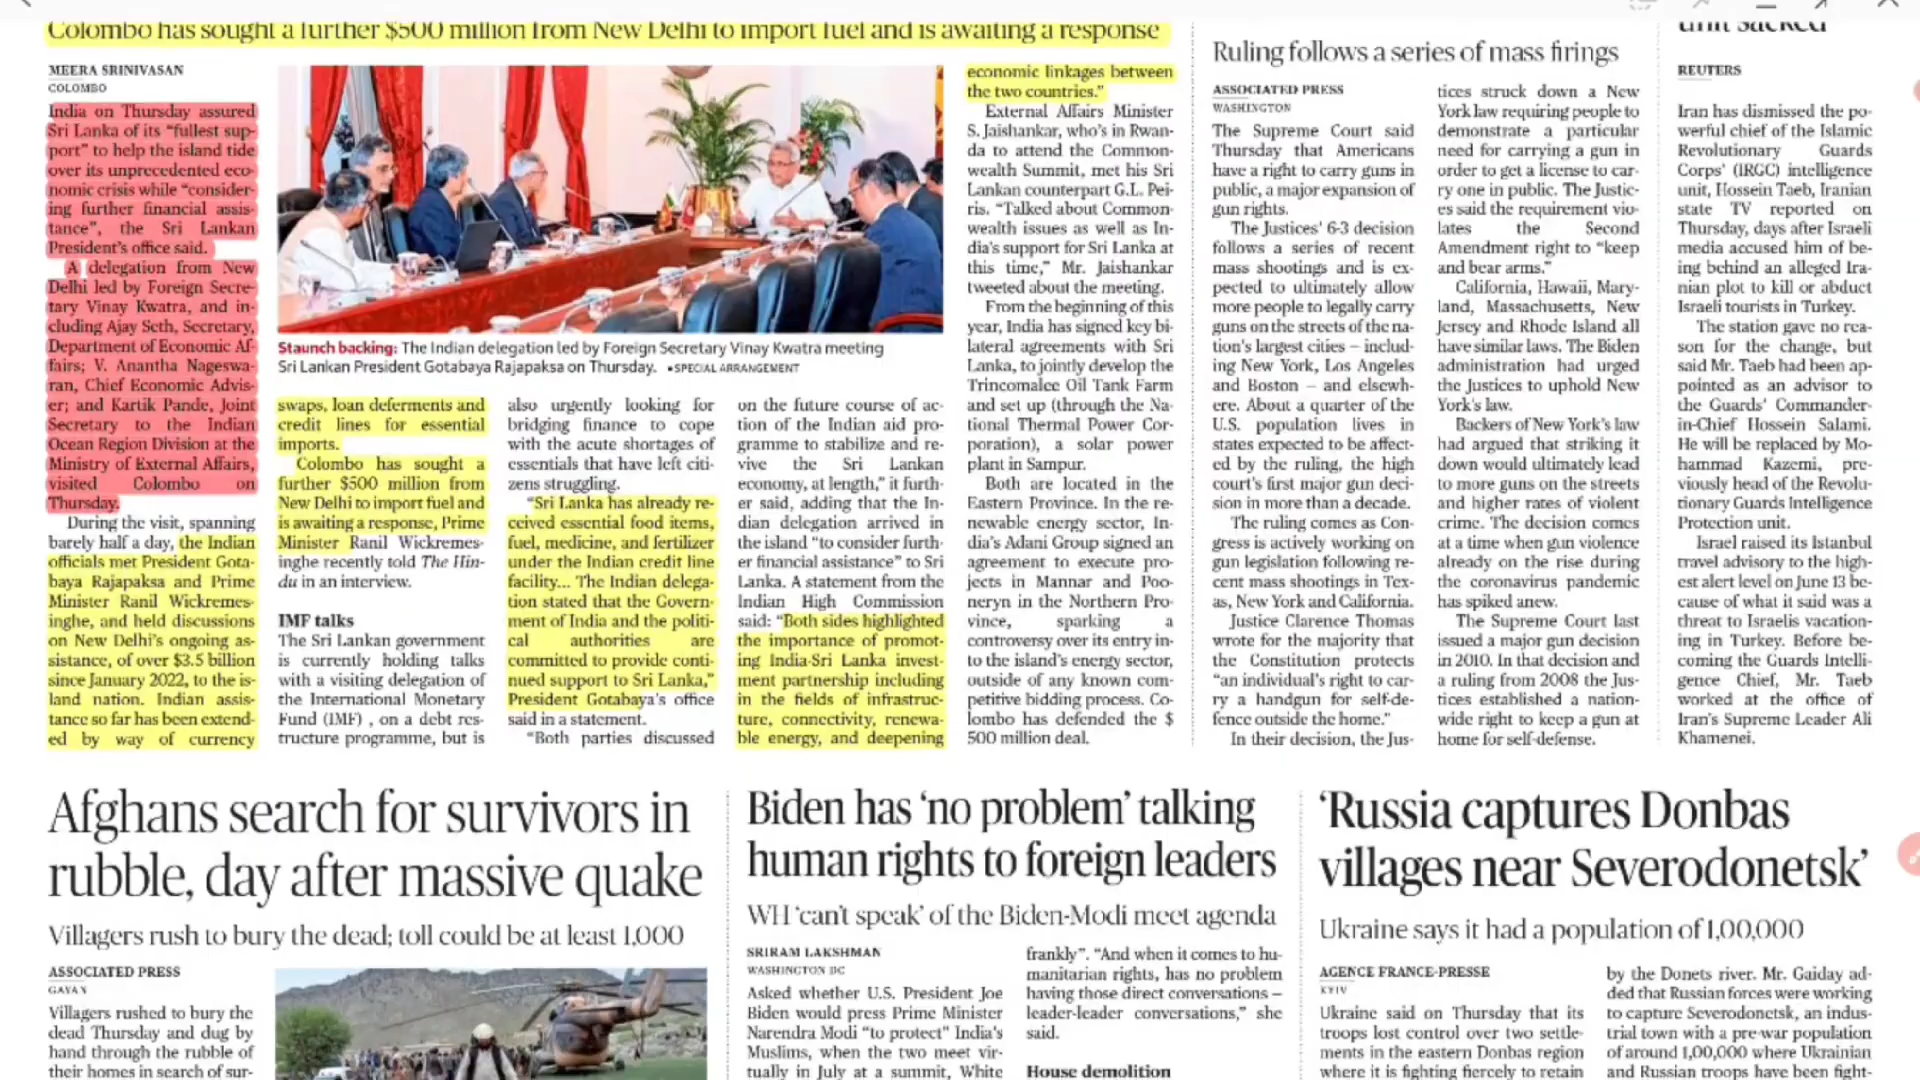 Colombo has sought a further $500 million from New Delhi to import fuel and is awaiting a response
MEERA SRINIVASAN
COLOMBO
India on Thursday assured
Sri Lanka of its “fullest sup-
port” to help the island tide
over its unprecedented eco-
nomic crisis while “consider-
ing further financial assis-
tance”, the Sri Lankan
President’s office said.
A delegation from New
Delhi led by Foreign Secre-
tary Vinay Kwatra, and in-
cluding Ajay Seth, Secretary,
Department of Economic Af-
fairs; V. Anantha Nageswa-
ran, Chief Economic Advis-
er; and Kartik Pande, Joint
Secretary to the Indian
Ocean Region Division at the
Ministry of External Affairs,
visited Colombo on
Thursday.
During the visit, spanning
barely half a day, the Indian
officials met President Gota-
baya Rajapaksa and Prime
Minister Ranil Wickremes-
inghe, and held discussions
on New Delhi’s ongoing as-
sistance, of over $3.5 billion
since January 2022, to the is-
land nation. Indian assis-
tance so far has been extend-
ed by way of currency
Staunch backing: The Indian delegation led by Foreign Secretary Vinay Kwatra meeting
Sri Lankan President Gotabaya Rajapaksa on Thursday. •SPECIAL ARRANGEMENT
swaps, loan deferments and
credit lines for essential
imports.
Colombo has sought a
further $500 million from
New Delhi to import fuel and
is awaiting a response, Prime
Minister Ranil Wickremes-
inghe recently told The Hin-
du in an interview.
IMF talks
The Sri Lankan government
is currently holding talks
with a visiting delegation of
the International Monetary
Fund (IMF) , on a debt res-
tructure programme, but is
also urgently looking for
bridging finance to cope
with the acute shortages of
essentials that have left citi-
zens struggling.
“Sri Lanka has already re-
ceived essential food items,
fuel, medicine, and fertilizer
under the Indian credit line
facility... The Indian delega-
tion stated that the Govern-
ment of India and the politi-
cal authorities are
committed to provide conti-
nued support to Sri Lanka,”
President Gotabaya’s office
said in a statement.
“Both parties discussed
on the future course of ac-
tion of the Indian aid pro-
gramme to stabilize and re-
vive the Sri Lankan
economy, at length,” it furth-
er said, adding that the In-
dian delegation arrived in
the island “to consider furth-
er financial assistance” to Sri
Lanka. A statement from the
Indian High Commission
said: “Both sides highlighted
the importance of promot-
ing India-Sri Lanka invest-
ment partnership including
in the fields of infrastruc-
ture, connectivity, renewa-
ble energy, and deepening
economic linkages between
the two countries.”
External Affairs Minister
S. Jaishankar, who’s in Rwan-
da to attend the Common-
wealth Summit, met his Sri
Lankan counterpart G.L. Pei-
ris. “Talked about Common-
wealth issues as well as In-
dia’s support for Sri Lanka at
this time,” Mr. Jaishankar
tweeted about the meeting.
From the beginning of this
year, India has signed key bi-
lateral agreements with Sri
Lanka, to jointly develop the
Trincomalee Oil Tank Farm
and set up (through the Na-
tional Thermal Power Cor-
poration), a solar power
plant in Sampur.
Both are located in the
Eastern Province. In the re-
newable energy sector, In-
dia’s Adani Group signed an
agreement to execute pro-
jects in Mannar and Poo-
neryn in the Northern Pro-
vince, sparking a
controversy over its entry in-
to the island’s energy sector,
outside of any known com-
petitive bidding process. Co-
lombo has defended the $
500 million deal.
Ruling follows a series of mass firings
ASSOCIATED PRESS
WASHINGTON
The Supreme Court said
Thursday that Americans
have a right to carry guns in
public, a major expansion of
gun rights.
The Justices’ 6-3 decision
follows a series of recent
mass shootings and is ex-
pected to ultimately allow
more people to legally carry
guns on the streets of the na-
tion’s largest cities – includ-
ing New York, Los Angeles
and Boston – and elsewh-
ere. About a quarter of the
U.S. population lives in
states expected to be affect-
ed by the ruling, the high
court’s first major gun deci-
sion in more than a decade.
The ruling comes as Con-
gress is actively working on
gun legislation following re-
cent mass shootings in Tex-
as, New York and California.
Justice Clarence Thomas
wrote for the majority that
the Constitution protects
“an individual’s right to car-
ry a handgun for self-de-
fence outside the home.”
In their decision, the Jus-
tices struck down a New
York law requiring people to
demonstrate a particular
need for carrying a gun in
order to get a license to car-
ry one in public. The Justic-
es said the requirement vio-
lates the Second
Amendment right to “keep
and bear arms.”
California, Hawaii, Mary-
land, Massachusetts, New
Jersey and Rhode Island all
have similar laws. The Biden
administration had urged
the Justices to uphold New
York’s law.
Backers of New York’s law
had argued that striking it
down would ultimately lead
to more guns on the streets
and higher rates of violent
crime. The decision comes
at a time when gun violence
already on the rise during
the coronavirus pandemic
has spiked anew.
The Supreme Court last
issued a major gun decision
in 2010. In that decision and
a ruling from 2008 the Jus-
tices established a nation-
wide right to keep a gun at
home for self-defense.
unit sacked
REUTERS
Iran has dismissed the po-
werful chief of the Islamic
Revolutionary Guards
Corps’ (IRGC) intelligence
unit, Hossein Taeb, Iranian
state TV reported on
Thursday, days after Israeli
media accused him of be-
ing behind an alleged Ira-
nian plot to kill or abduct
Israeli tourists in Turkey.
The station gave no rea-
son for the change, but
said Mr. Taeb had been ap-
pointed as an advisor to
the Guards’ Commander-
in-Chief Hossein Salami.
He will be replaced by Mo-
hammad Kazemi, pre-
viously head of the Revolu-
tionary Guards Intelligence
Protection unit.
Israel raised its Istanbul
travel advisory to the high-
est alert level on June 13 be-
cause of what it said was a
threat to Israelis vacation-
ing in Turkey. Before be-
coming the Guards Intelli-
gence Chief, Mr. Taeb
worked at the office of
Iran’s Supreme Leader Ali
Khamenei.
Afghans search for survivors in
rubble, day after massive quake
Villagers rush to bury the dead; toll could be at least 1,000
ASSOCIATED PRESS
GAYAN
Villagers rushed to bury the
dead Thursday and dug by
hand through the rubble of
their homes in search of sur-
Biden has ‘no problem’ talking
human rights to foreign leaders
WH ‘can’t speak’ of the Biden-Modi meet agenda
SRIRAM LAKSHMAN
WASHINGTON DC
Asked whether U.S. President Joe
Biden would press Prime Minister
Narendra Modi “to protect” India’s
Muslims, when the two meet vir-
tually in July at a summit, White
frankly”. “And when it comes to hu-
manitarian rights, has no problem
having those direct conversations –
leader-leader conversations,” she
said.
House demolition
‘Russia captures Donbas
villages near Severodonetsk’
Ukraine says it had a population of 1,00,000
AGENCE FRANCE-PRESSE
KYIV
Ukraine said on Thursday that its
troops lost control over two settle-
ments in the eastern Donbas region
where it is fighting fiercely to retain
by the Donets river. Mr. Gaiday ad-
ded that Russian forces were working
to capture Severodonetsk, an indus-
trial town with a pre-war population
of around 1,00,000 where Ukrainian
and Russian troops have been fight-